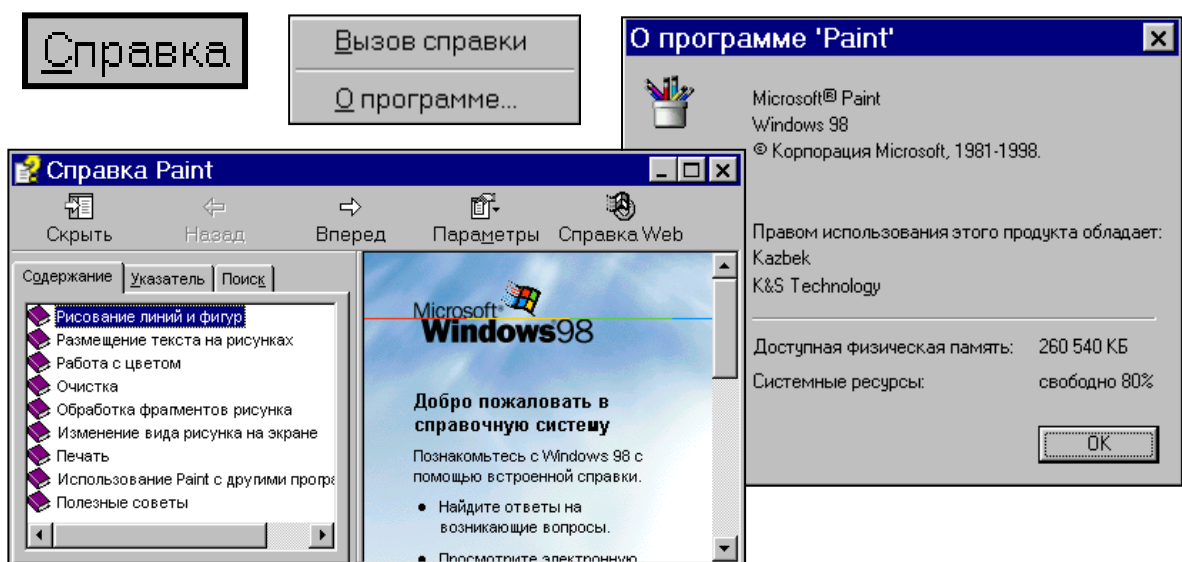 Справка
Вызов справки
О программе...
О программе 'Paint'
Microsoft® Paint
Windows 98
© Корпорация Microsoft, 1981-1998.
Правом использования этого продукта обладает:
Kazbek
K&S Technology
Доступная физическая память: 260 540 КБ
Системные ресурсы: свободно 80%
OK
Справка Paint
Скрыть Назад Вперед Параметры Справка Web
Содержание Указатель Поиск
Рисование линий и фигур
Размещение текста на рисунках
Работа с цветом
Очистка
Обработка фрагментов рисунка
Изменение вида рисунка на экране
Печать
Использование Paint с другими програ
Полезные советы
Microsoft
Windows98
Добро пожаловать в
справочную систему
Познакомьтесь с Windows 98 с
помощью встроенной справки.
• Найдите ответы на
возникающие вопросы.
• Просмотрите электронную